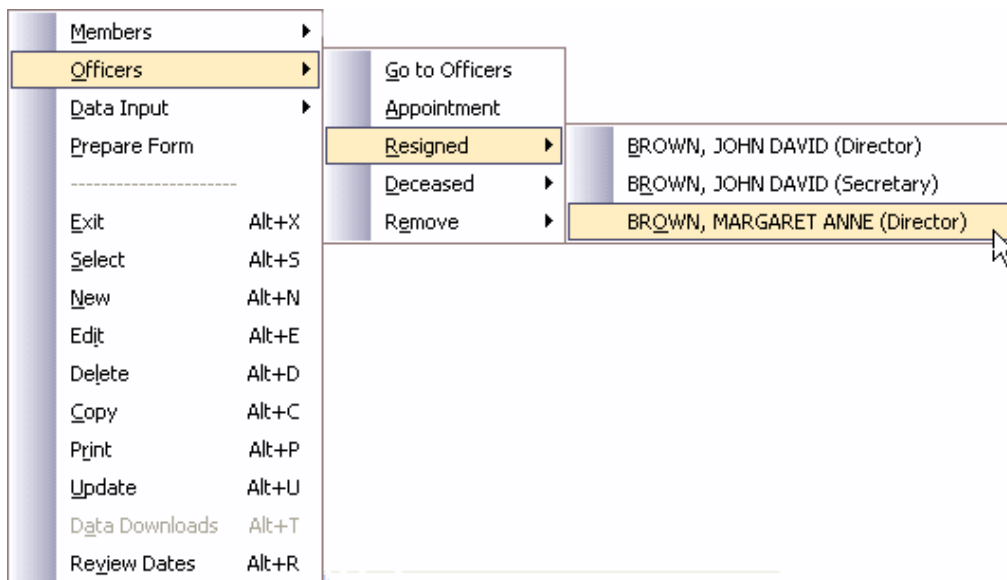 Members
Officers
Data Input
Prepare Form
----------------------
Exit Alt+X
Select Alt+S
New Alt+N
Edit Alt+E
Delete Alt+D
Copy Alt+C
Print Alt+P
Update Alt+U
Data Downloads Alt+T
Review Dates Alt+R
Go to Officers
Appointment
Resigned
Deceased
Remove
BROWN, JOHN DAVID (Director)
BROWN, JOHN DAVID (Secretary)
BROWN, MARGARET ANNE (Director)